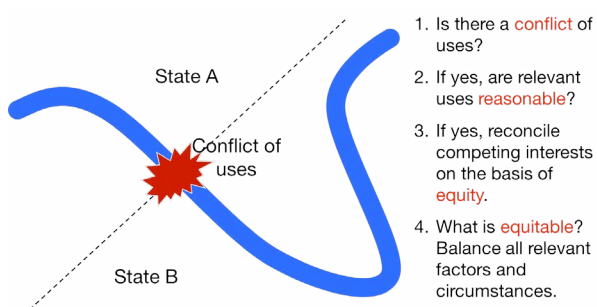 State A
Conflict of
uses
State B
1. Is there a conflict of
uses?
2. If yes, are relevant
uses reasonable?
3. If yes, reconcile
competing interests
on the basis of
equity.
4. What is equitable?
Balance all relevant
factors and
circumstances.